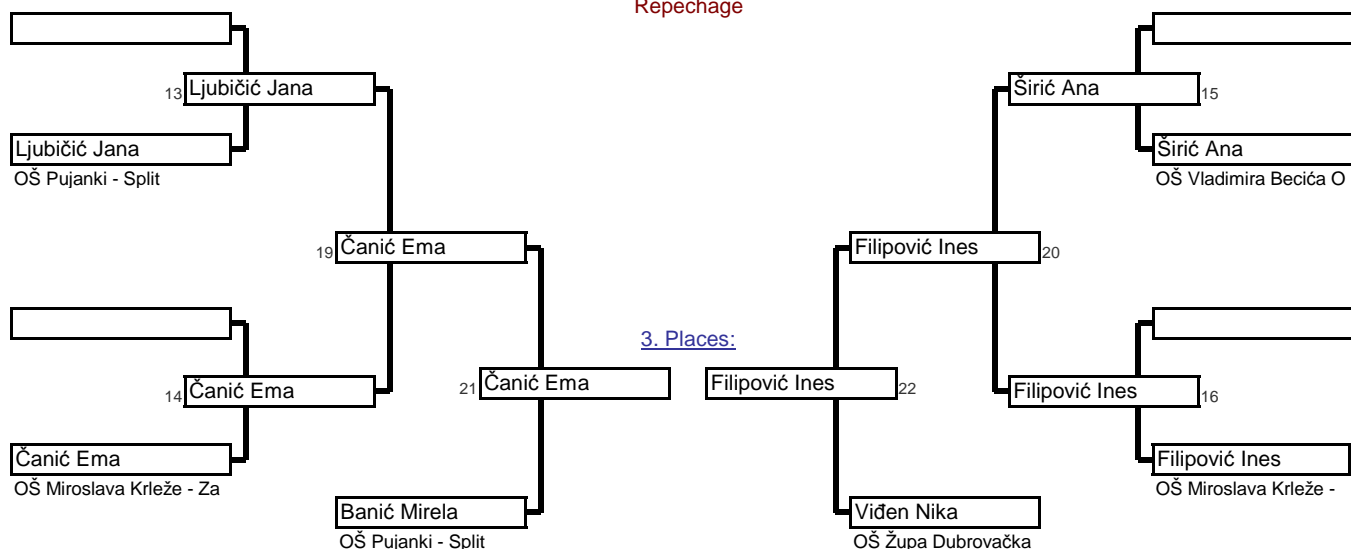 Repechage
13 Ljubičić Jana
Širić Ana 15
Ljubičić Jana
OŠ Pujanki - Split
Širić Ana
OŠ Vladimira Becića O
19 Čanić Ema
Filipović Ines 20
3. Places:
14 Čanić Ema
21 Čanić Ema
Filipović Ines 22
Filipović Ines 16
Čanić Ema
OŠ Miroslava Krleže - Za
Filipović Ines
OŠ Miroslava Krleže -
Banić Mirela
OŠ Pujanki - Split
Viđen Nika
OŠ Župa Dubrovačka